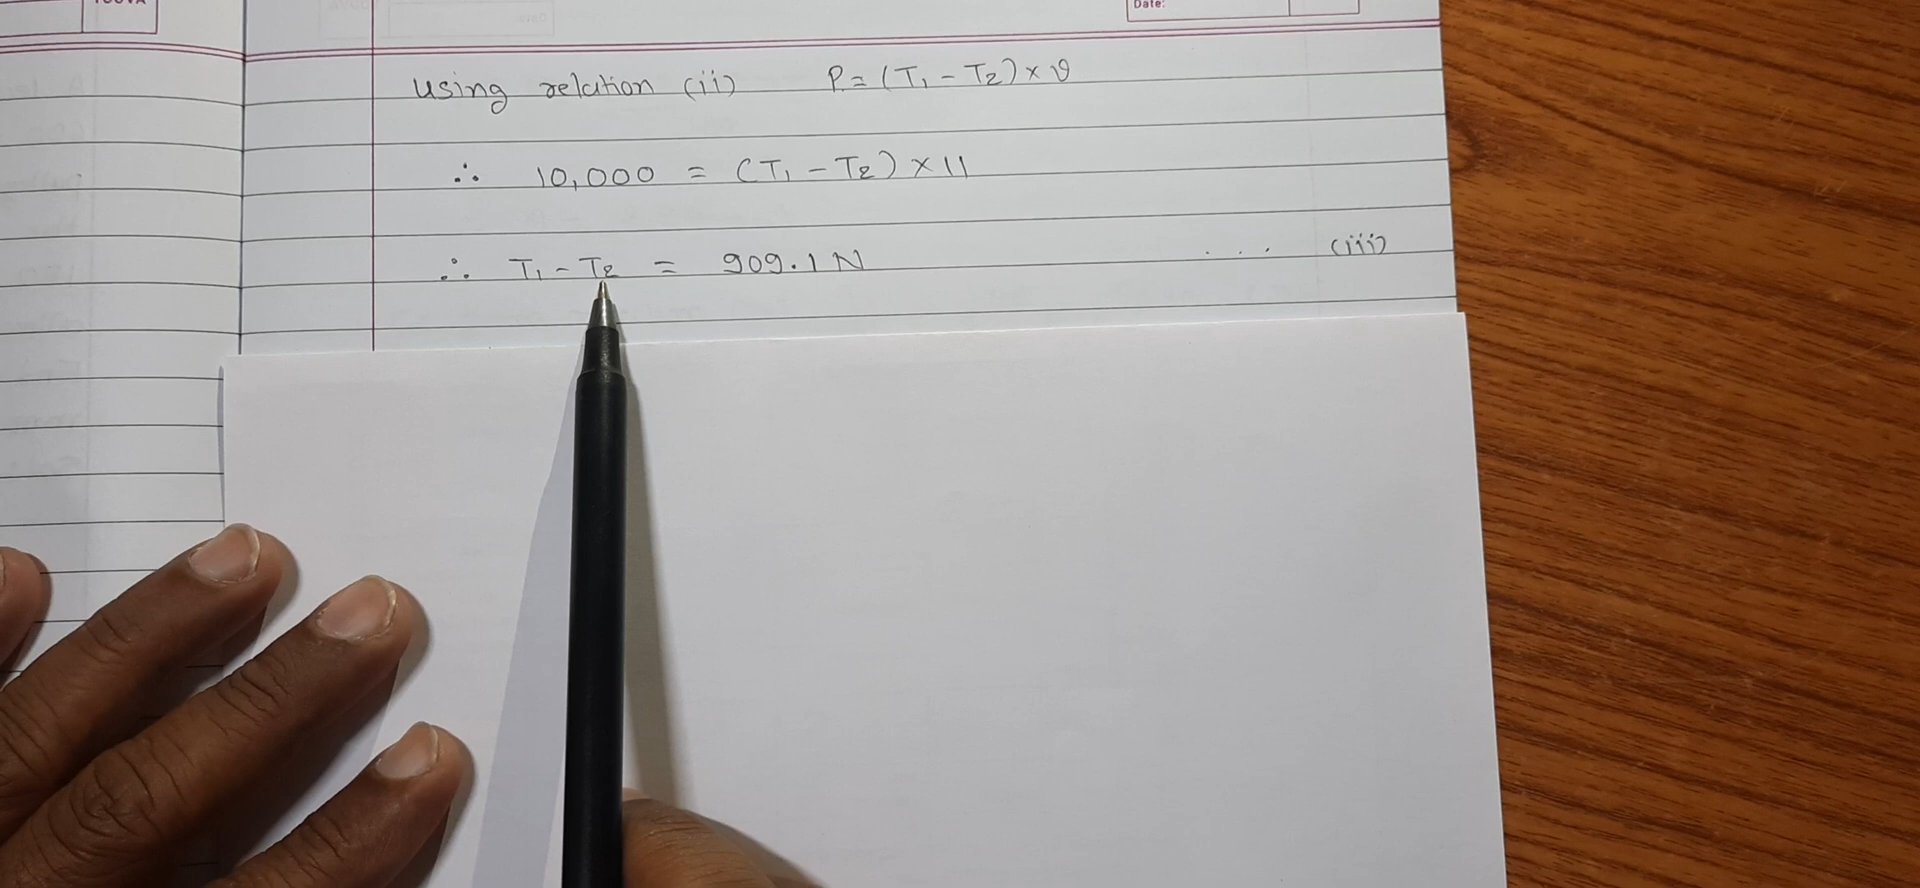 Date:
Using relation (ii) P = (T₁ - T₂) × υ
∴ 10,000 = (T₁ - T₂) × 11
∴ T₁ - T₂ = 909.1 N .... (iii)